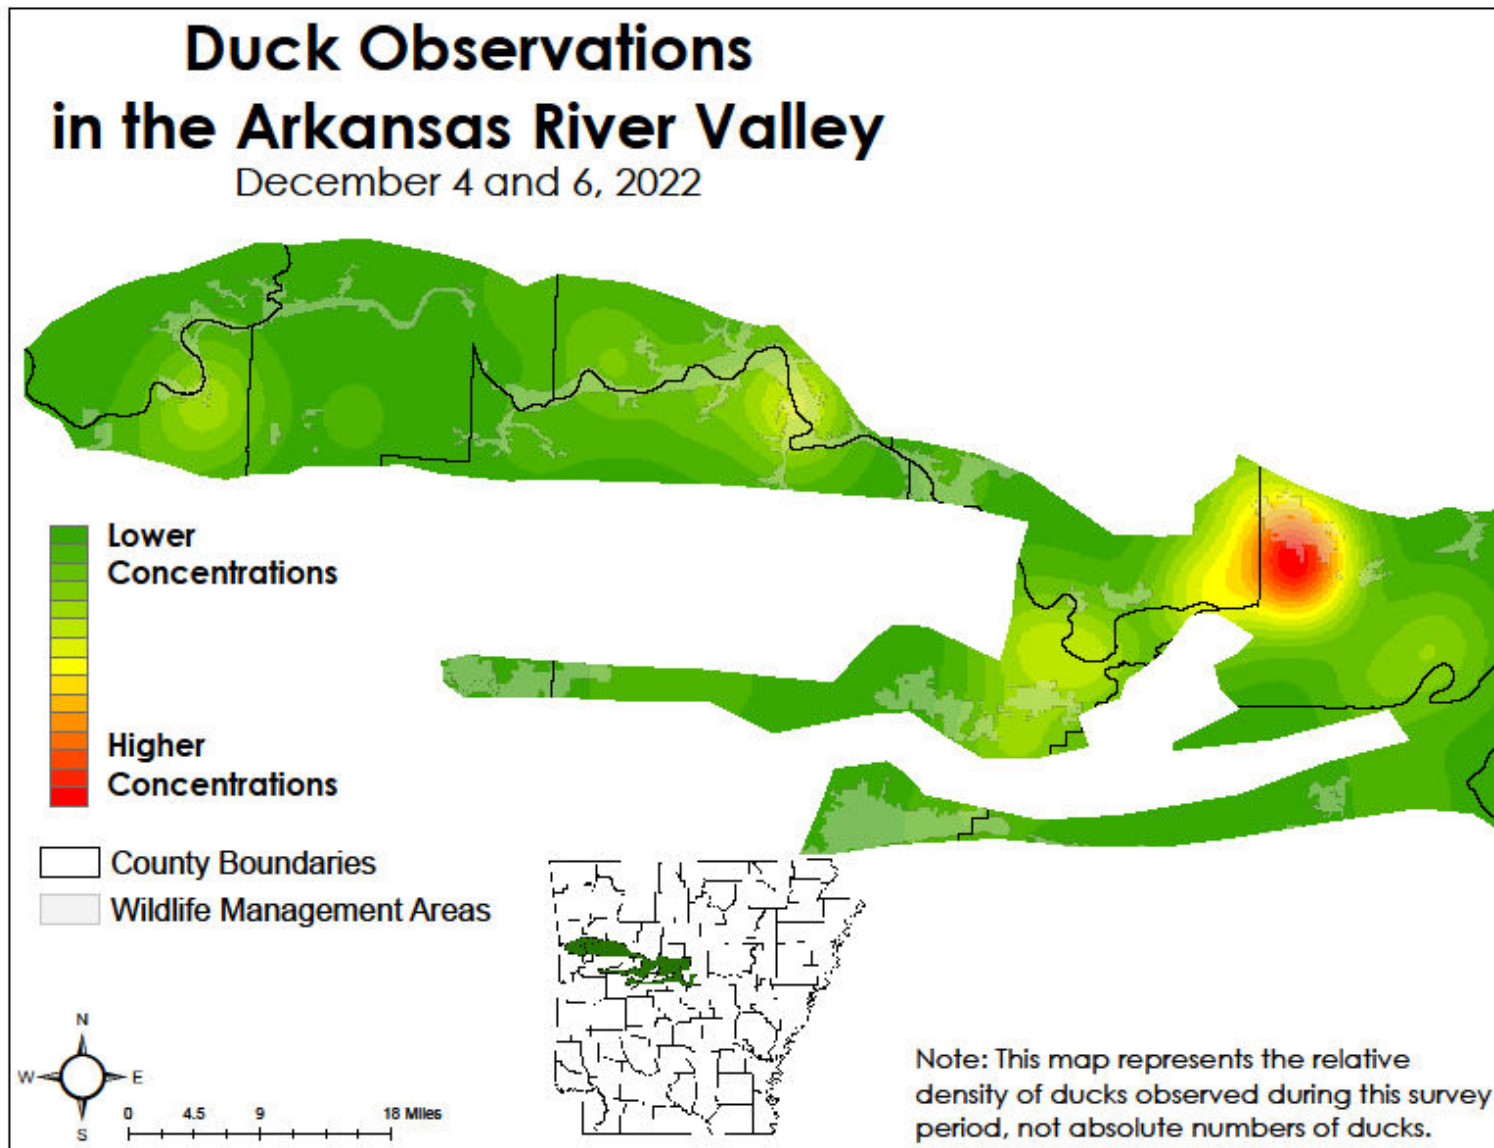 Duck Observations
in the Arkansas River Valley
December 4 and 6, 2022
Lower
Concentrations
Higher
Concentrations
County Boundaries
Wildlife Management Areas
N
W E
S
0 4.5 9 18 Miles
Note: This map represents the relative
density of ducks observed during this survey
period, not absolute numbers of ducks.